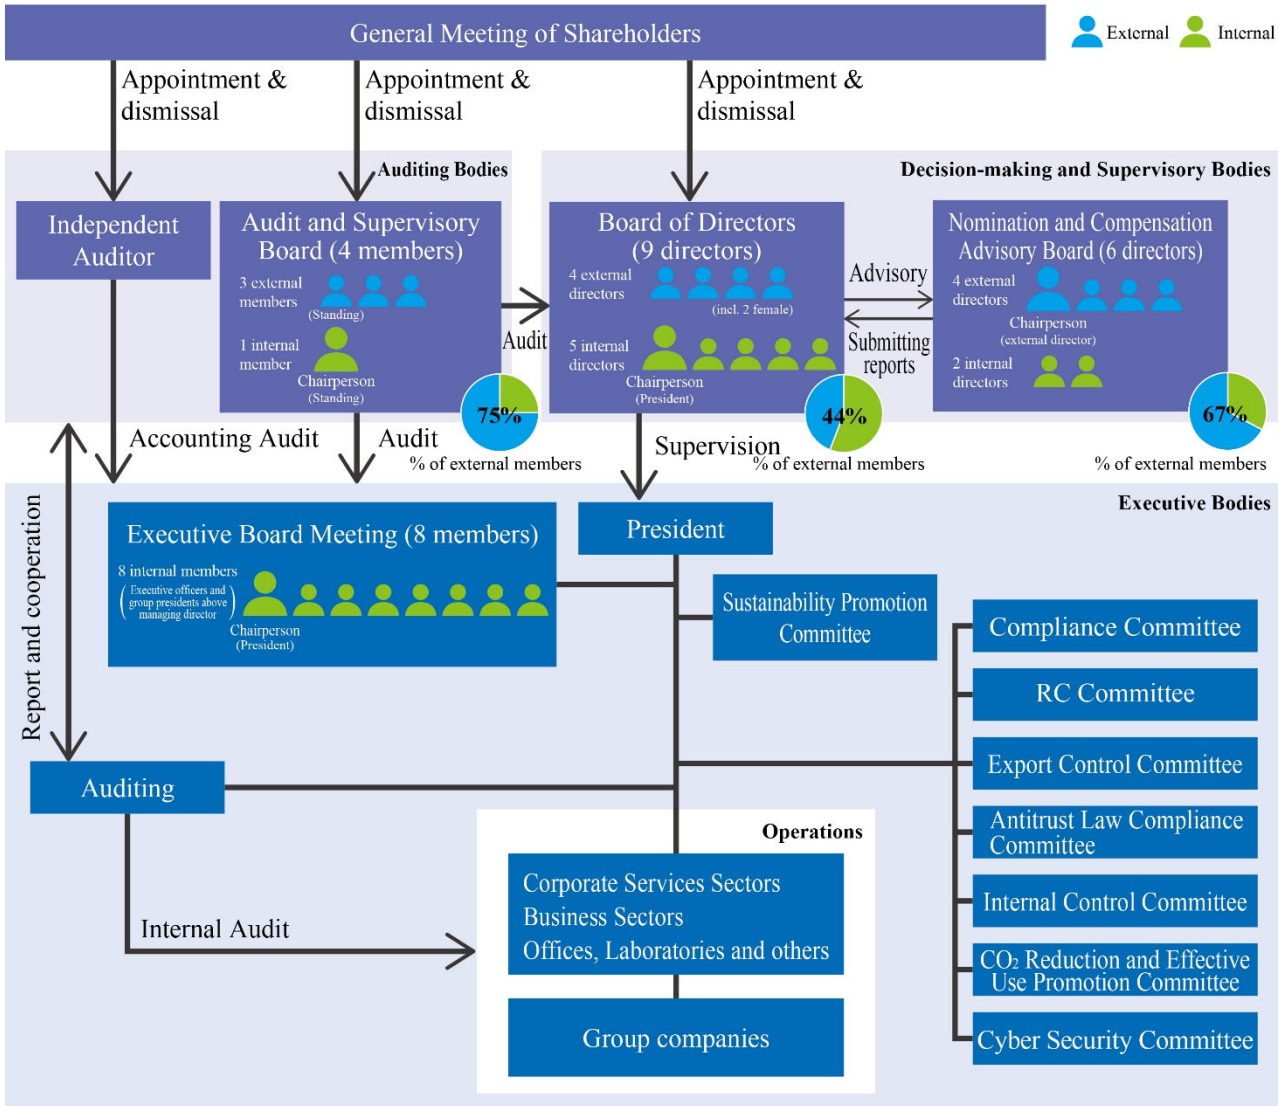 General Meeting of Shareholders
External
Internal
Appointment &
dismissal
Appointment &
dismissal
Appointment &
dismissal
Auditing Bodies
Decision-making and Supervisory Bodies
Independent
Auditor
Audit and Supervisory
Board (4 members)
3 external
members
(Standing)
1 internal
member
Chairperson
(Standing)
75%
% of external members
Audit
Board of Directors
(9 directors)
4 external
directors
(incl. 2 female)
5 internal
directors
Chairperson
(President)
44%
% of external members
Advisory
Submitting
reports
Nomination and Compensation
Advisory Board (6 directors)
4 external
directors
Chairperson
(external director)
2 internal
directors
67%
% of external members
Accounting Audit
Audit
Supervision
Report and cooperation
Executive Bodies
Executive Board Meeting (8 members)
8 internal members
(Executive officers and
group presidents above
managing director)
Chairperson
(President)
President
Sustainability Promotion
Committee
Compliance Committee
RC Committee
Export Control Committee
Antitrust Law Compliance
Committee
Internal Control Committee
CO₂ Reduction and Effective
Use Promotion Committee
Cyber Security Committee
Auditing
Internal Audit
Operations
Corporate Services Sectors
Business Sectors
Offices, Laboratories and others
Group companies